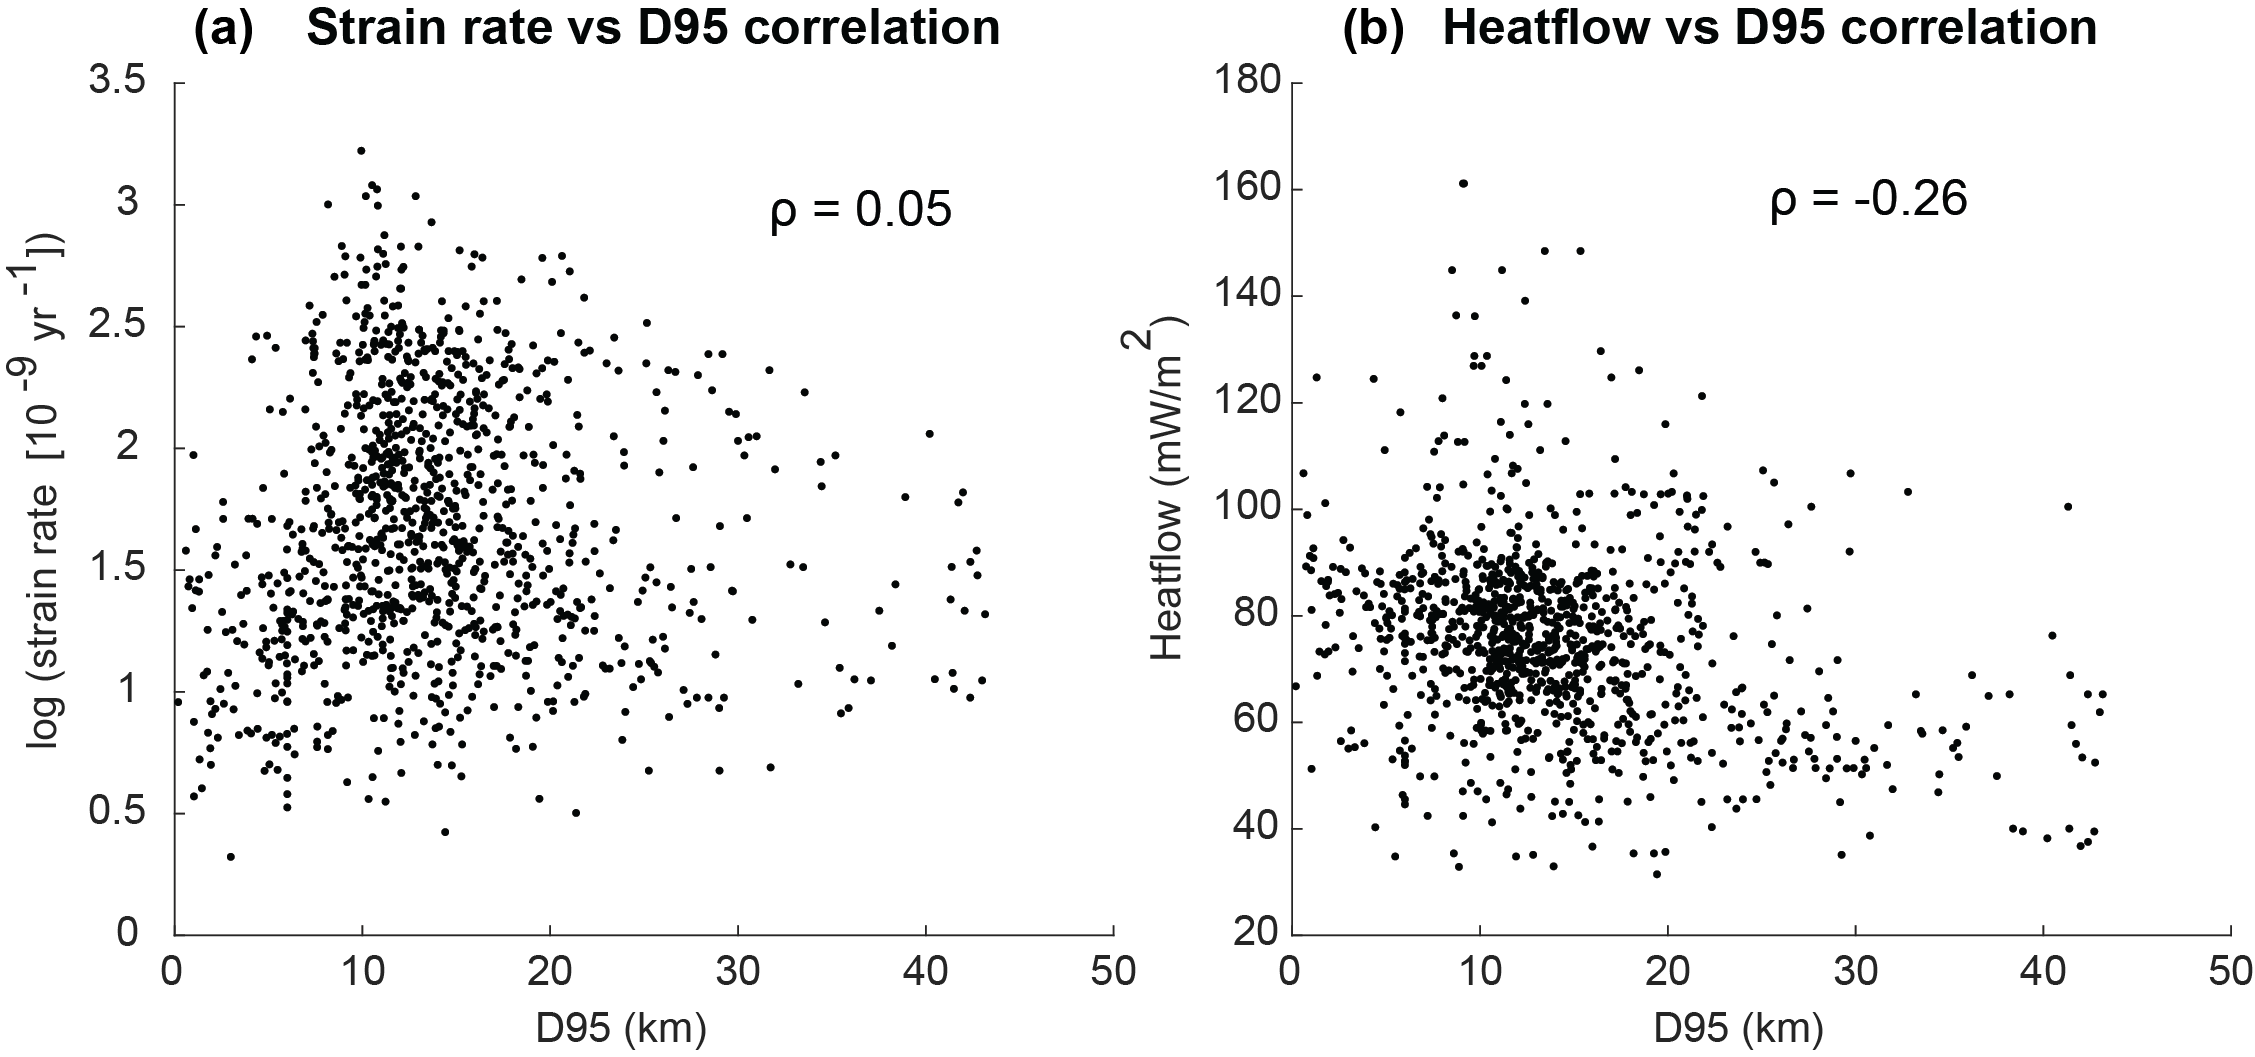 (a) Strain rate vs D95 correlation
3.5
3
2.5
2
1.5
1
0.5
0
log (strain rate [10 -9 yr -1])
ρ = 0.05
0 10 20 30 40 50
D95 (km)
(b) Heatflow vs D95 correlation
180
160
140
120
100
80
60
40
20
Heatflow (mW/m2)
ρ = -0.26
0 10 20 30 40 50
D95 (km)